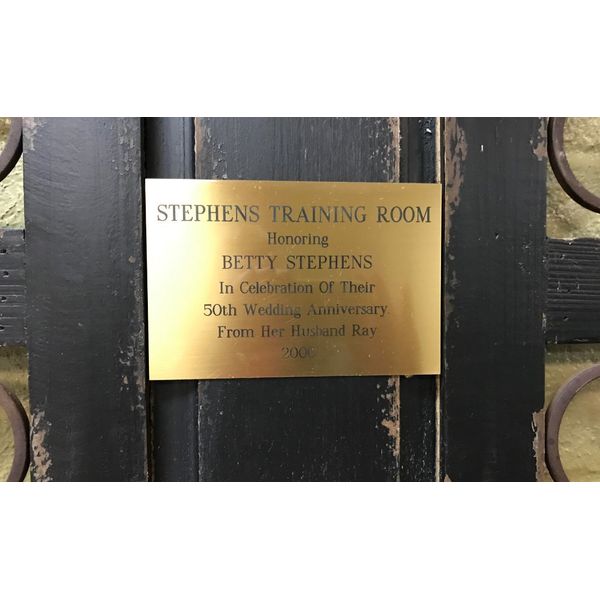 STEPHENS TRAINING ROOM
Honoring
BETTY STEPHENS
In Celebration Of Their
50th Wedding Anniversary
From Her Husband Ray